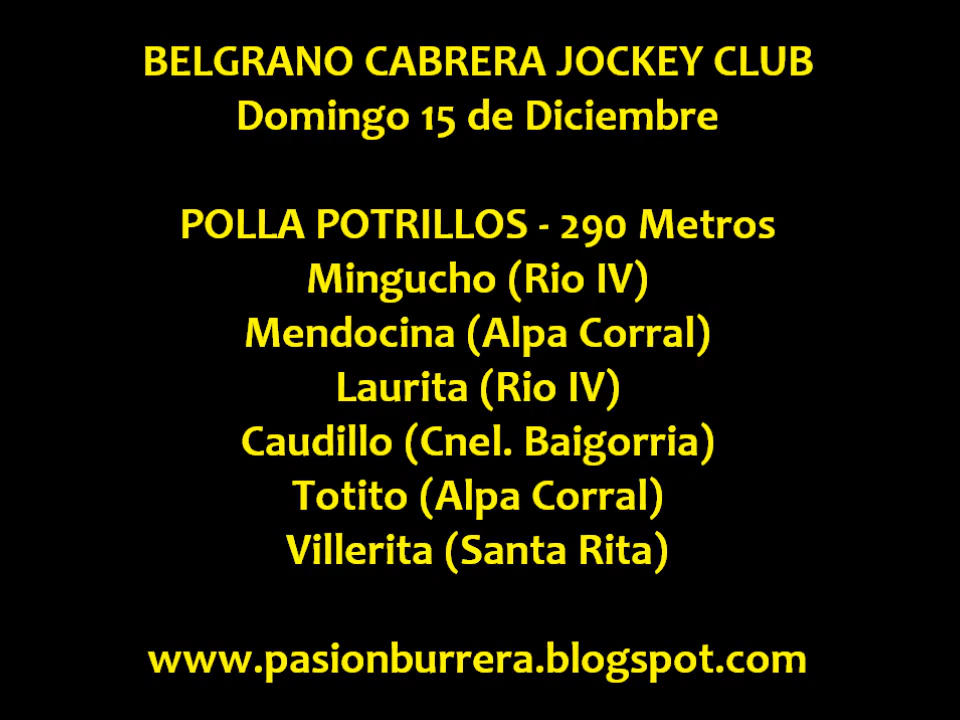 BELGRANO CABRERA JOCKEY CLUB
Domingo 15 de Diciembre
POLLA POTRILLOS - 290 Metros
Mingucho (Rio IV)
Mendocina (Alpa Corral)
Laurita (Rio IV)
Caudillo (Cnel. Baigorria)
Totito (Alpa Corral)
Villerita (Santa Rita)
www.pasionburrera.blogspot.com